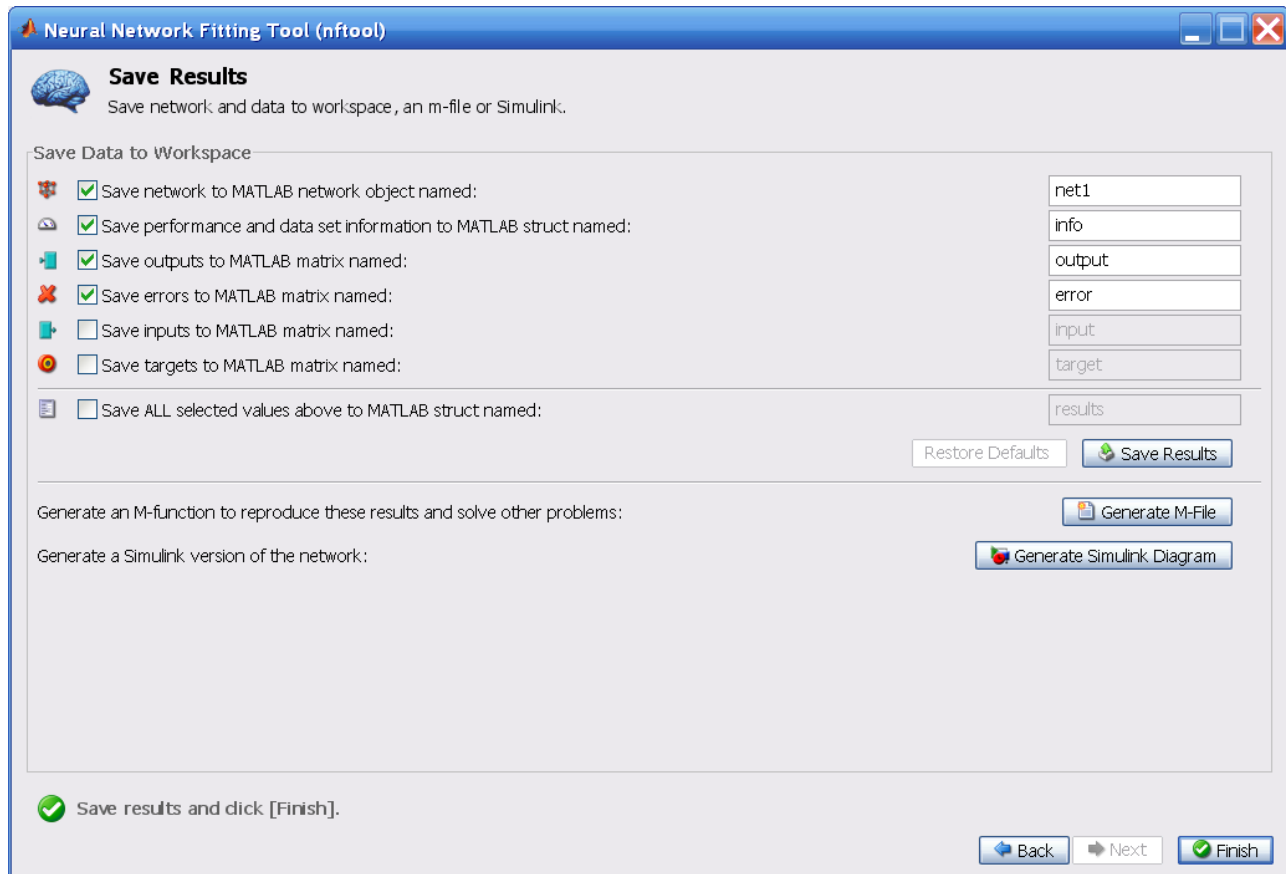 Neural Network Fitting Tool (nftool)
Save Results
Save network and data to workspace, an m-file or Simulink.
Save Data to Workspace
Save network to MATLAB network object named: net1
Save performance and data set information to MATLAB struct named: info
Save outputs to MATLAB matrix named: output
Save errors to MATLAB matrix named: error
Save inputs to MATLAB matrix named: input
Save targets to MATLAB matrix named: target
Save ALL selected values above to MATLAB struct named: results
Restore Defaults Save Results
Generate an M-function to reproduce these results and solve other problems: Generate M-File
Generate a Simulink version of the network: Generate Simulink Diagram
Save results and click [Finish].
Back Next Finish